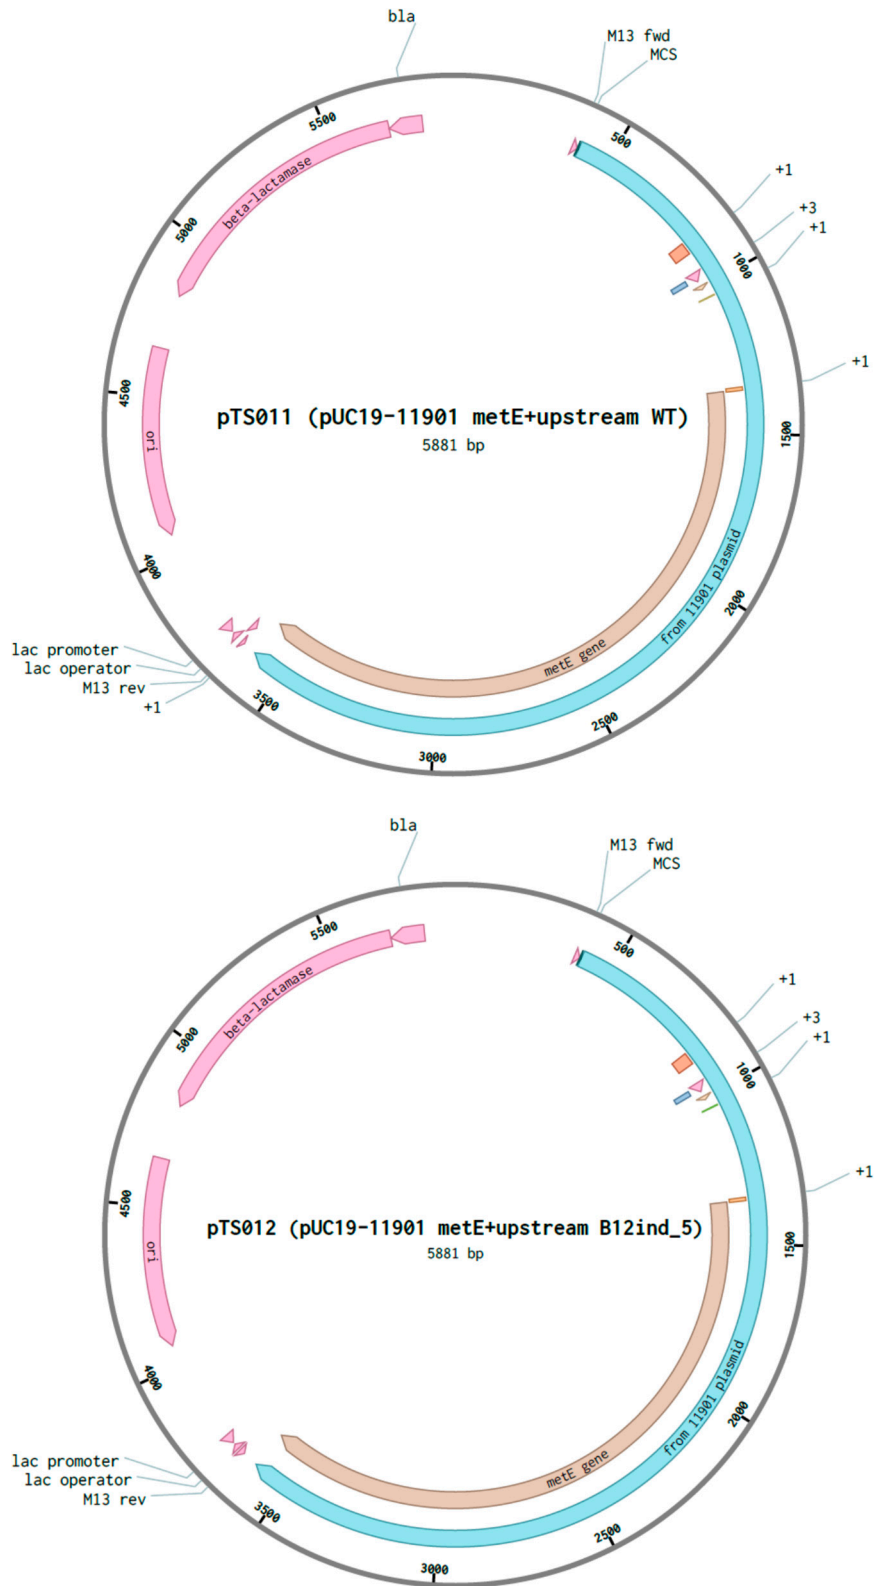 bla
M13 fwd
MCS
5500
500
+1
beta-lactamase
+3
5000
+1
1000
4500
+1
pTS011 (pUC19-11901 metE+upstream WT)
5881 bp
1500
ori
from 11901 plasmid
4000
2000
lac promoter
lac operator
metE gene
M13 rev
+1
3500
2500
3000
bla
M13 fwd
MCS
5500
500
+1
beta-lactamase
+3
5000
+1
1000
+1
4500
pTS012 (pUC19-11901 metE+upstream B12ind_5)
5881 bp
1500
ori
from 11901 plasmid
4000
2000
lac promoter
metE gene
lac operator
M13 rev
3500
2500
3000